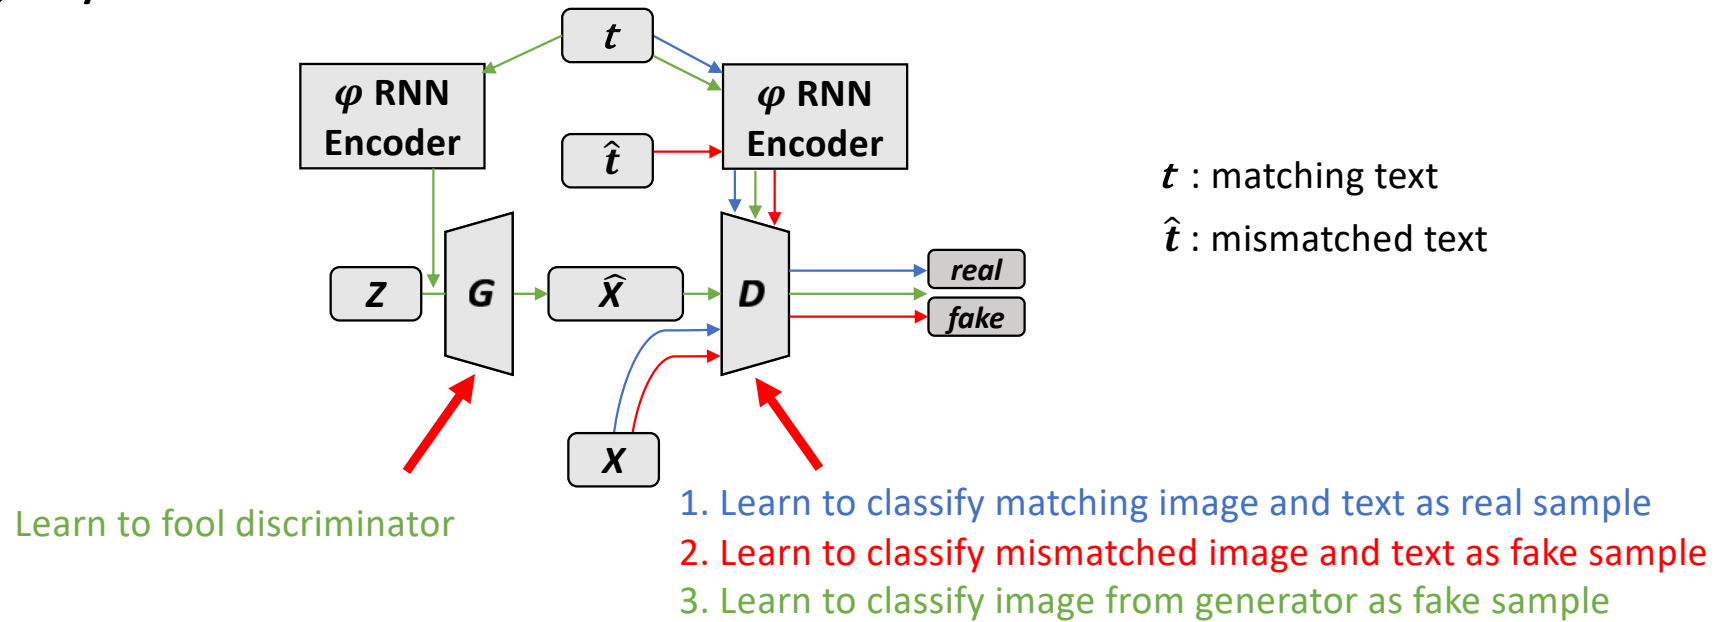 t
φ RNN
Encoder
φ RNN
Encoder
t̂
t : matching text
t̂ : mismatched text
Z
G
X̂
D
real
fake
X
Learn to fool discriminator
1. Learn to classify matching image and text as real sample
2. Learn to classify mismatched image and text as fake sample
3. Learn to classify image from generator as fake sample